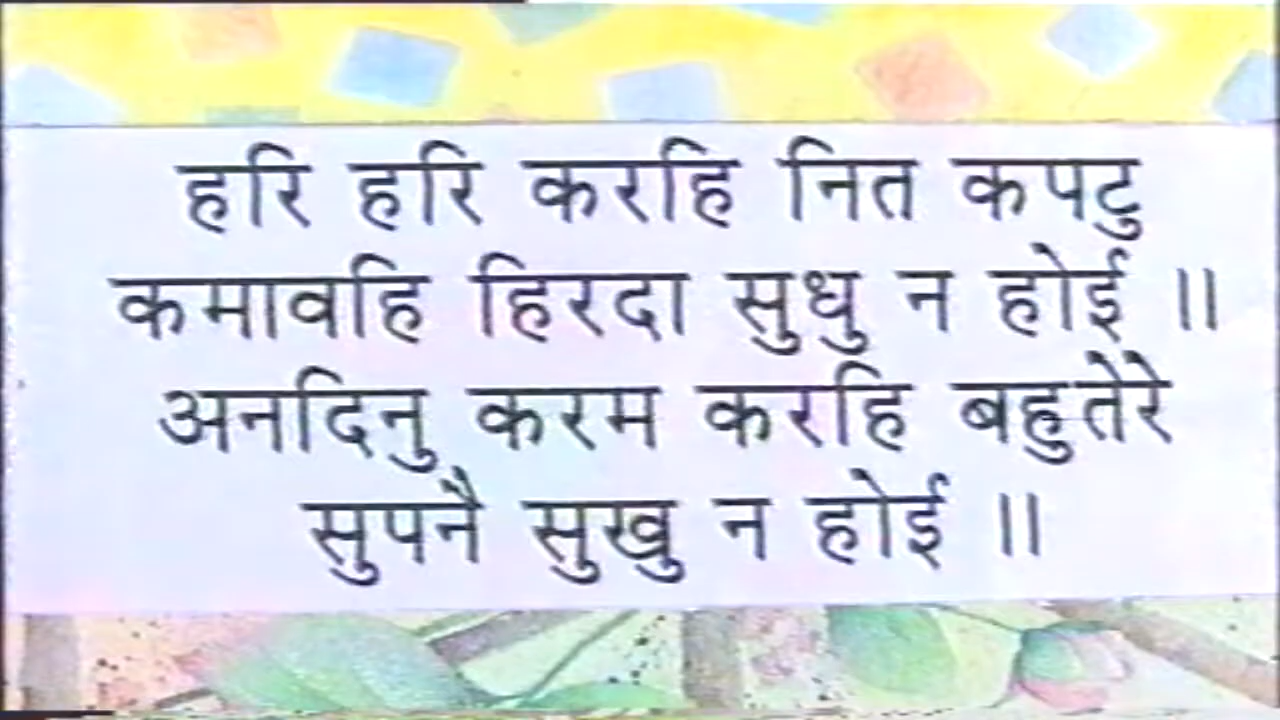 हरि हरि करहि नित कपटु
कमावहि हिरदा सुधु न होई ॥
अनदिनु करम करहि बहुतेरे
सुपनै सुखु न होई ॥